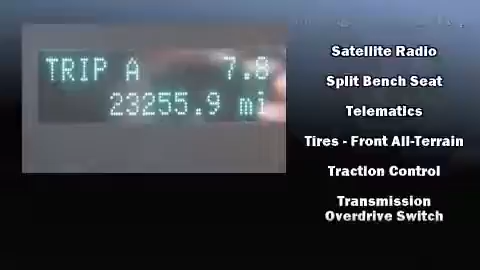 TRIP A 7.8
23255.9 mi
Satellite Radio
Split Bench Seat
Telematics
Tires - Front All-Terrain
Traction Control
Transmission
Overdrive Switch